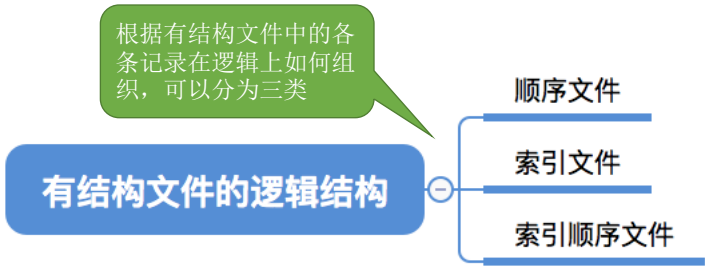 根据有结构文件中的各
条记录在逻辑上如何组
织，可以分为三类
顺序文件
有结构文件的逻辑结构
索引文件
索引顺序文件